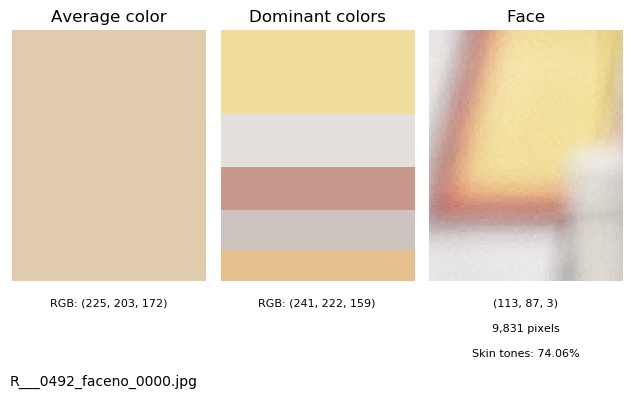 Average color
Dominant colors
Face
RGB: (225, 203, 172)
RGB: (241, 222, 159)
(113, 87, 3)
9,831 pixels
Skin tones: 74.06%
R___0492_faceno_0000.jpg